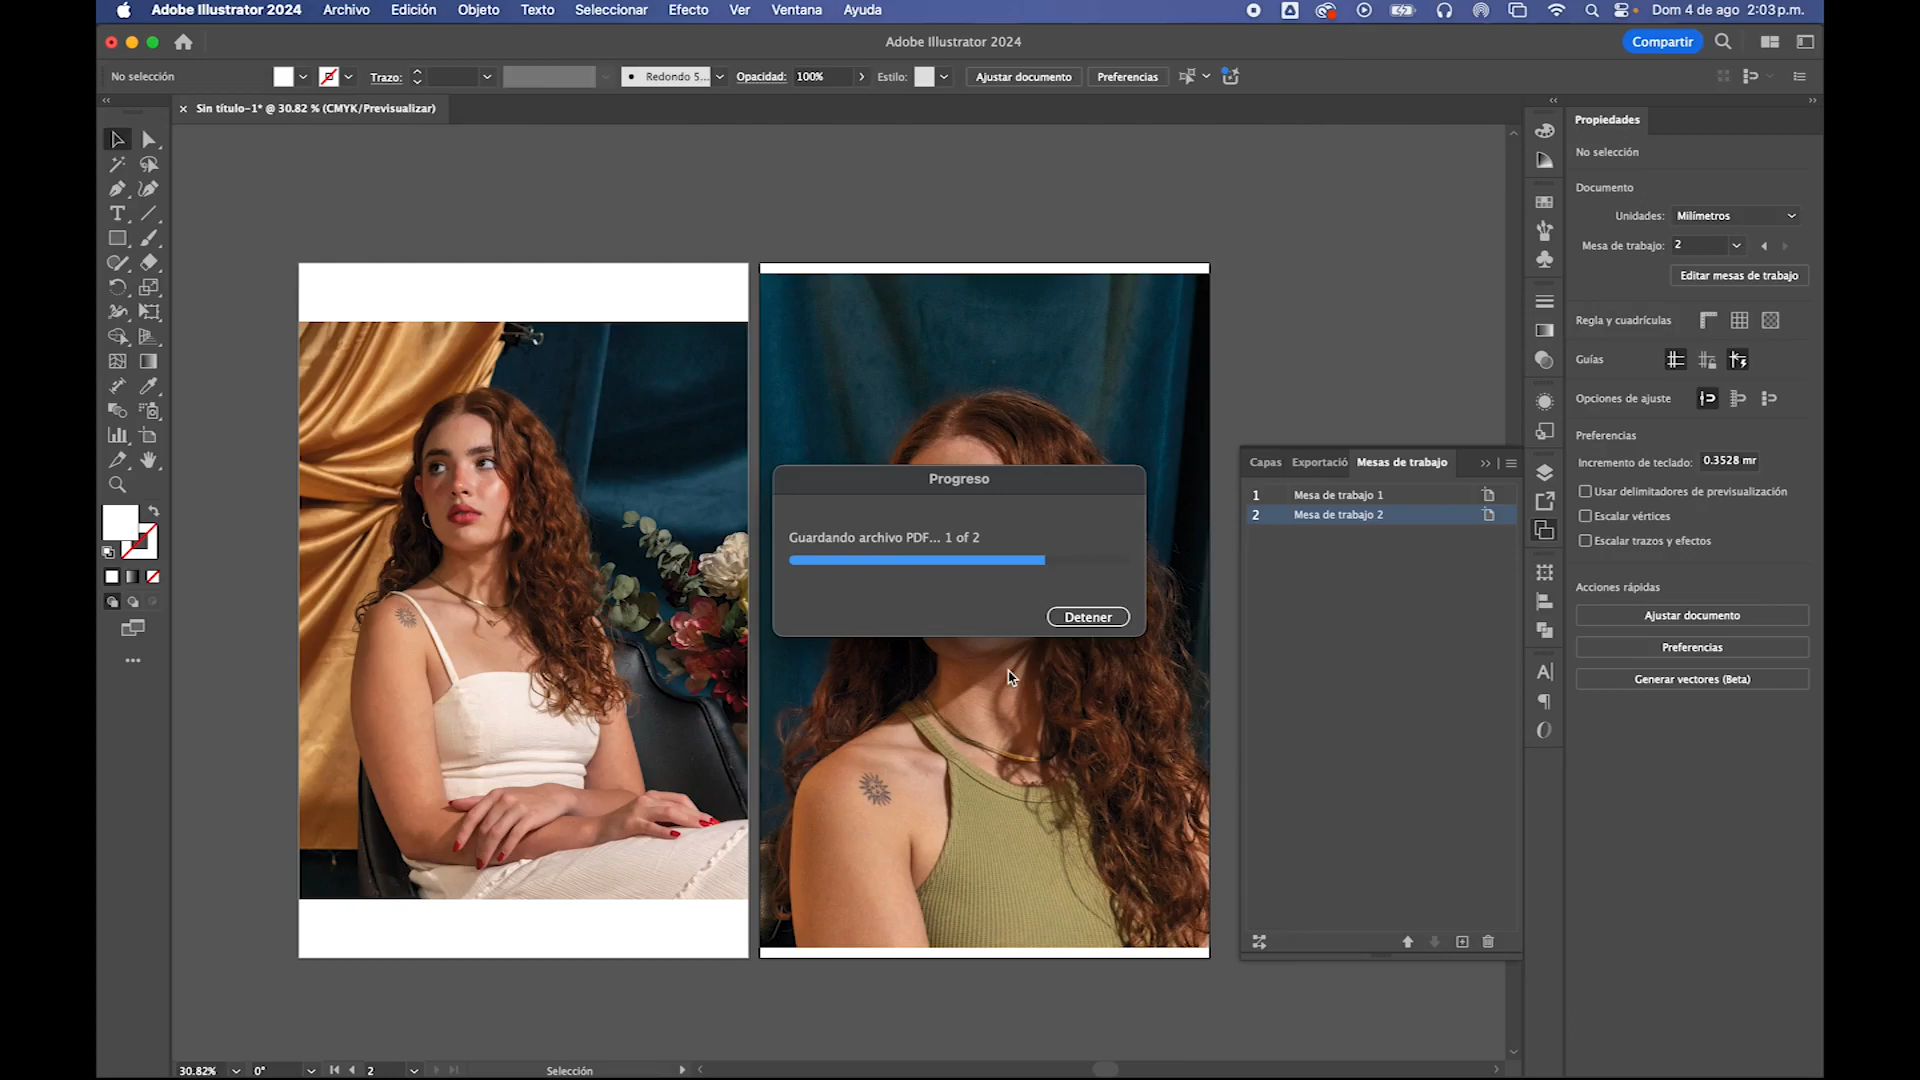 Adobe Illustrator 2024 Archivo Edición Objeto Texto Seleccionar Efecto Ver Ventana Ayuda Dom 4 de ago 2:03 p.m.
Adobe Illustrator 2024 Compartir
No selección Trazo: Redondo 5... Opacidad: 100% Estilo: Ajustar documento Preferencias
× Sin título-1* @ 30.82 % (CMYK/Previsualizar)
Propiedades
No selección
Documento
Unidades: Milímetros
Mesa de trabajo: 2
Editar mesas de trabajo
Regla y cuadrículas
Guías
Opciones de ajuste
Preferencias
Incremento de teclado: 0.3528 mr
Usar delimitadores de previsualización
Escalar vértices
Escalar trazos y efectos
Acciones rápidas
Ajustar documento
Preferencias
Generar vectores (Beta)
Capas Exportació Mesas de trabajo
1 Mesa de trabajo 1
2 Mesa de trabajo 2
Progreso
Guardando archivo PDF... 1 of 2
Detener
30.82% 0° 2 Selección